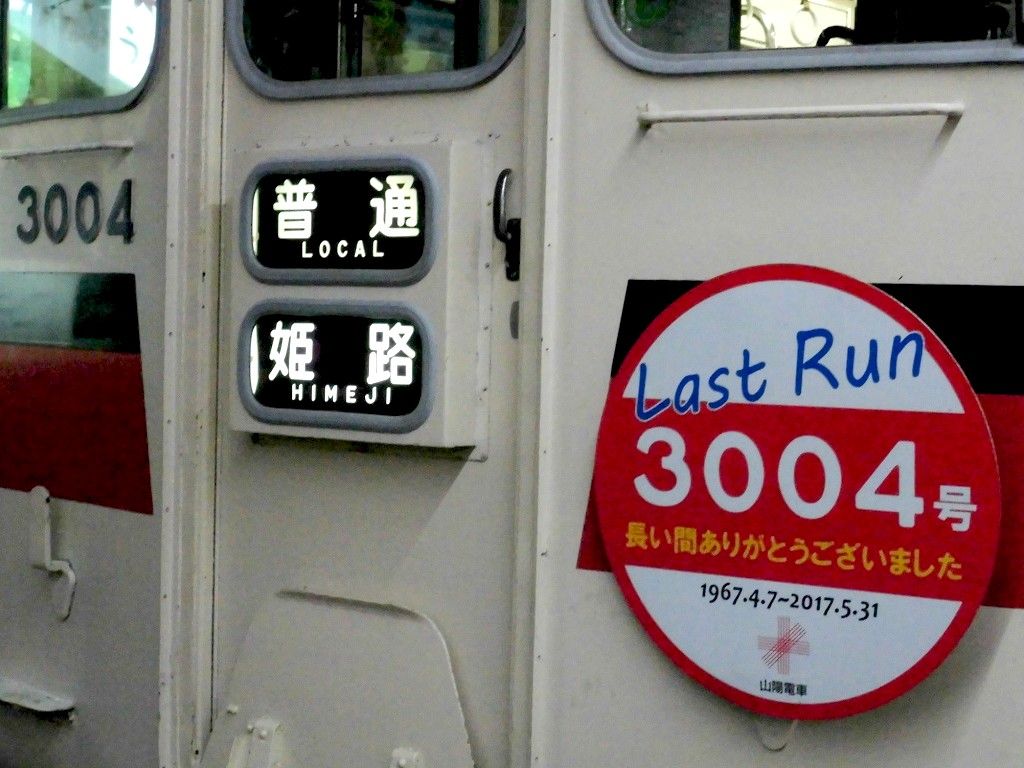 3004
普通
LOCAL
姫路
HIMEJI
Last Run
3004号
長い間ありがとうございました
1967.4.7~2017.5.31
山陽電車